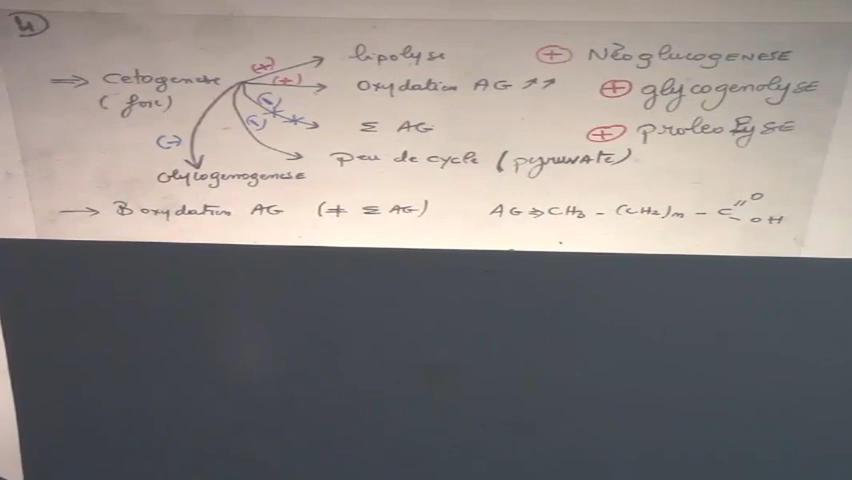 4
⇒ Cetogenese (+) lipolyse ⊕ NéoglucogENESE
(foie) (+) Oxydation AG ↗↗ ⊕ glycogenolySE
(-) Σ AG ⊕ proteolySE
(-) peu de cycle (pyruvate)
(-) Glycogenogenese
→ B oxydation AG (≠ Σ AG) AG ⇒ CH3 - (CH2)n - C =O - OH